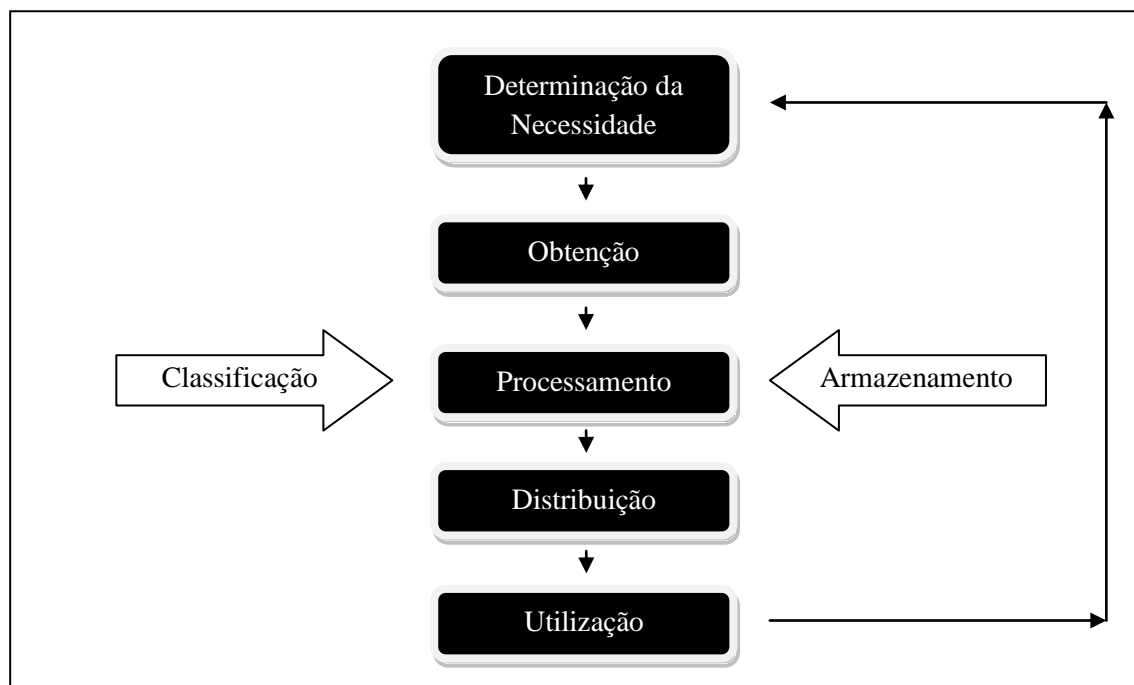 Determinação da
Necessidade
Obtenção
Classificação
Processamento
Armazenamento
Distribuição
Utilização